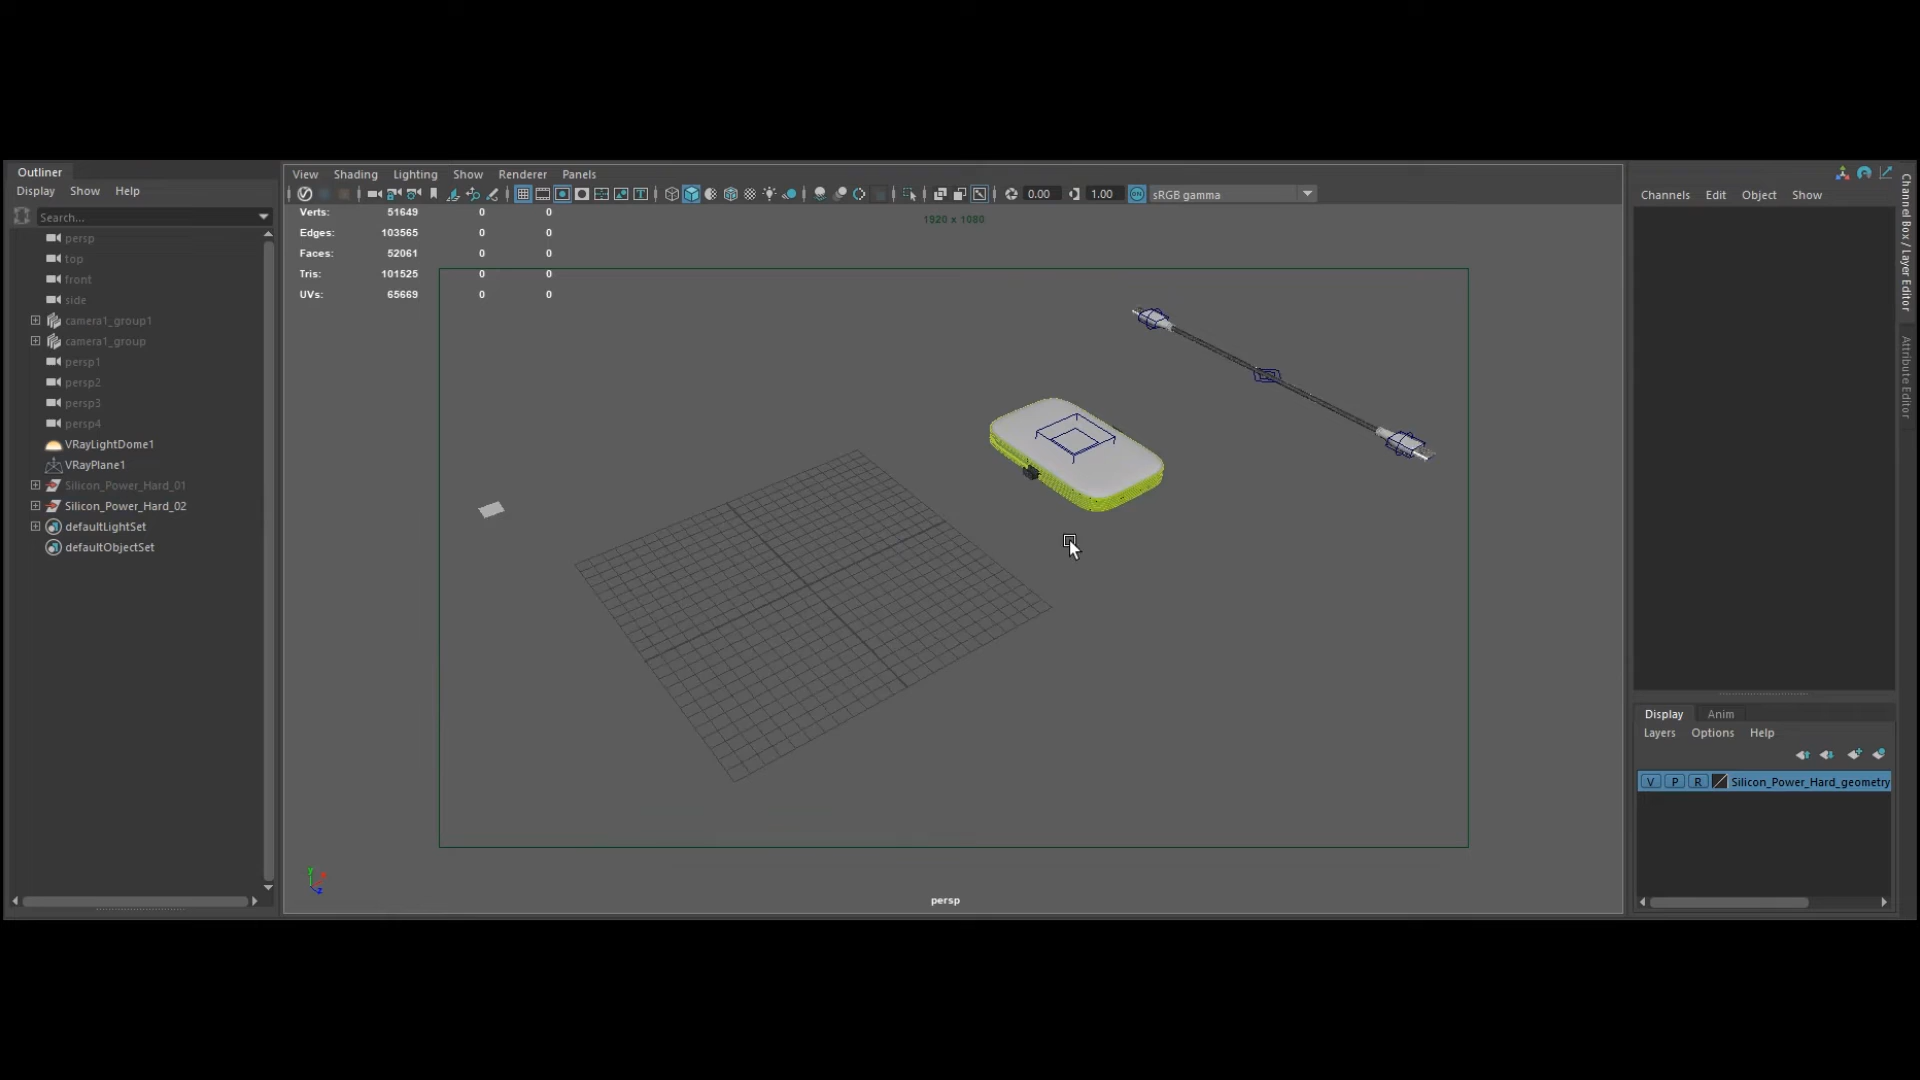 Outliner
Display Show Help
Search...
persp
top
front
side
camera1_group1
camera1_group
persp1
persp2
persp3
persp4
VRayLightDome1
VRayPlane1
Silicon_Power_Hard_01
Silicon_Power_Hard_02
defaultLightSet
defaultObjectSet
View Shading Lighting Show Renderer Panels
0.00 1.00 ON sRGB gamma
Verts: 51649 0 0
Edges: 103565 0 0
Faces: 52061 0 0
Tris: 101525 0 0
UVs: 65669 0 0
1920 x 1080
y
z
persp
Channels Edit Object Show
Channel Box / Layer Editor
Attribute Editor
Display Anim
Layers Options Help
V P R Silicon_Power_Hard_geometry